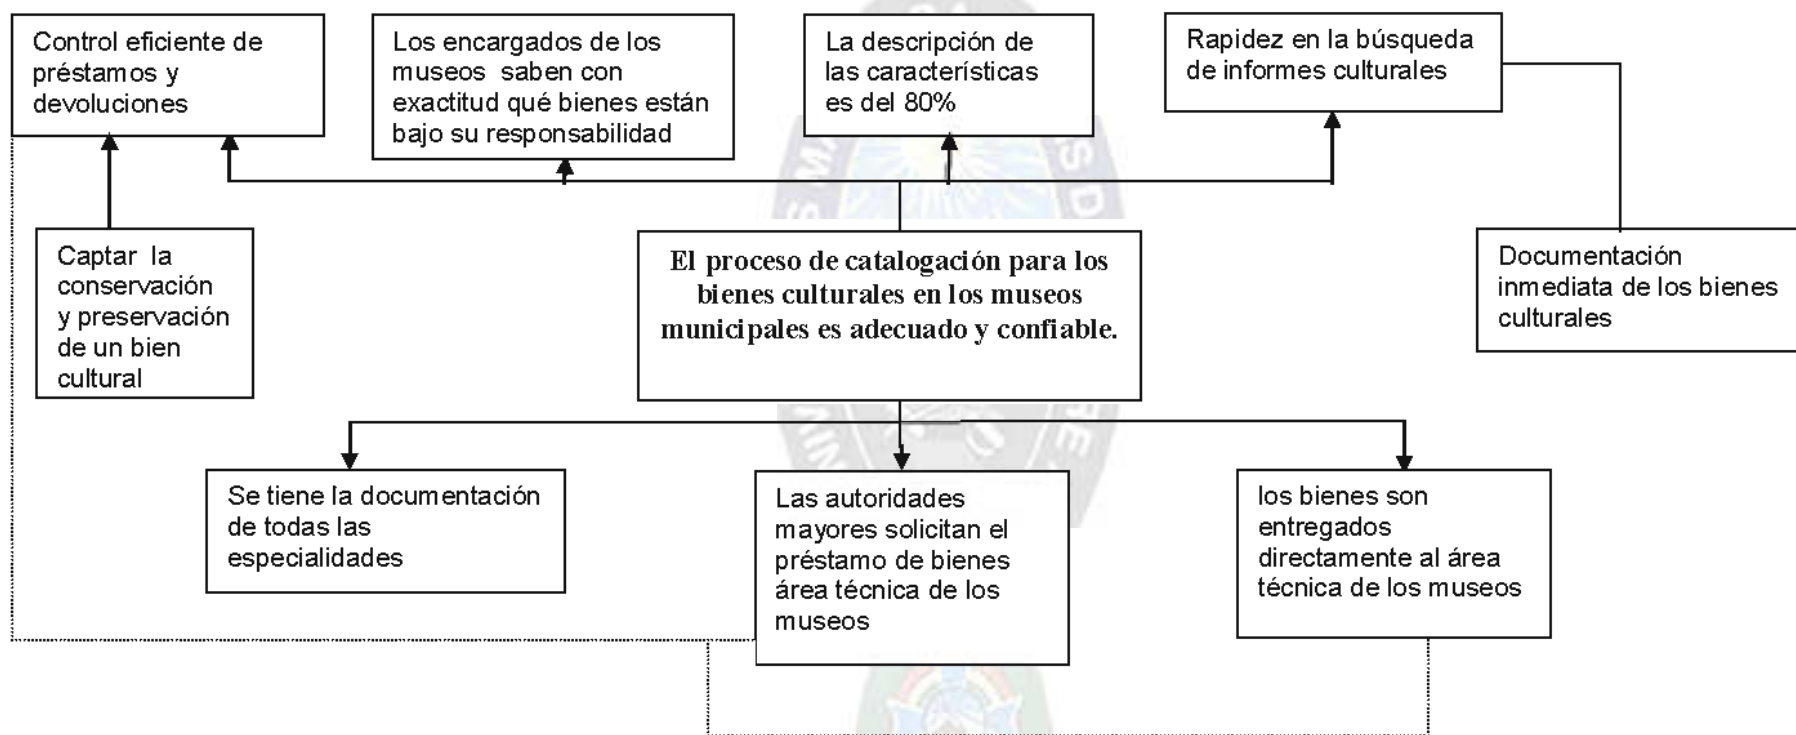 Control eficiente de
préstamos y
devoluciones
Los encargados de los
museos saben con
exactitud qué bienes están
bajo su responsabilidad
La descripción de
las características
es del 80%
Rapidez en la búsqueda
de informes culturales
Captar la
conservación
y preservación
de un bien
cultural
El proceso de catalogación para los
bienes culturales en los museos
municipales es adecuado y confiable.
Documentación
inmediata de los bienes
culturales
Se tiene la documentación
de todas las
especialidades
Las autoridades
mayores solicitan el
préstamo de bienes
área técnica de los
museos
los bienes son
entregados
directamente al área
técnica de los museos